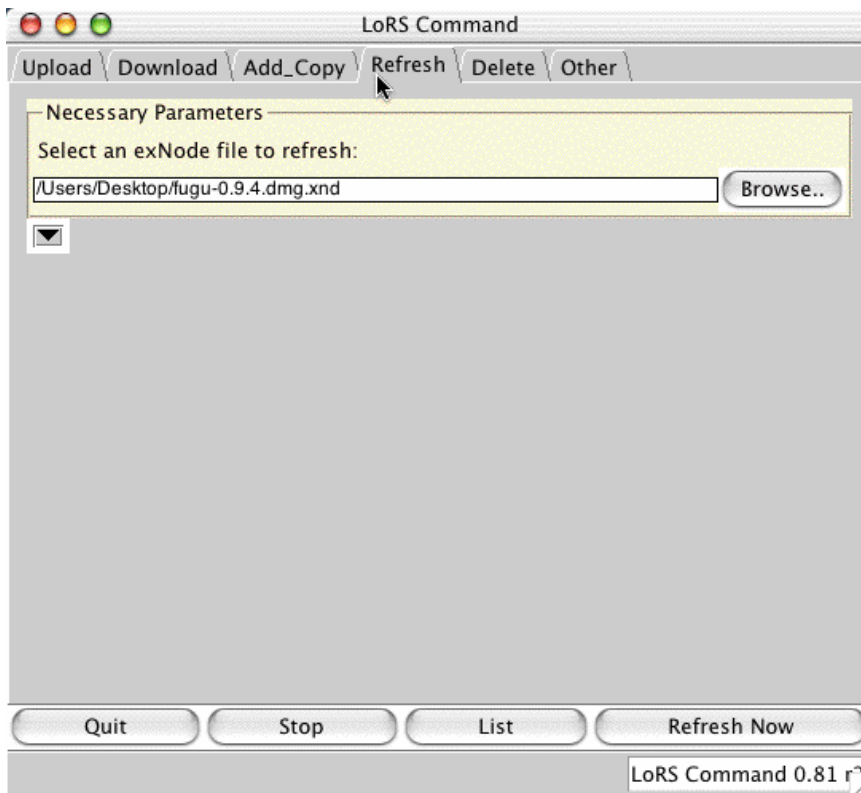 LoRS Command
Upload Download Add_Copy Refresh Delete Other
Necessary Parameters
Select an exNode file to refresh:
/Users/Desktop/fugu-0.9.4.dmg.xnd Browse..
Quit Stop List Refresh Now
LoRS Command 0.81